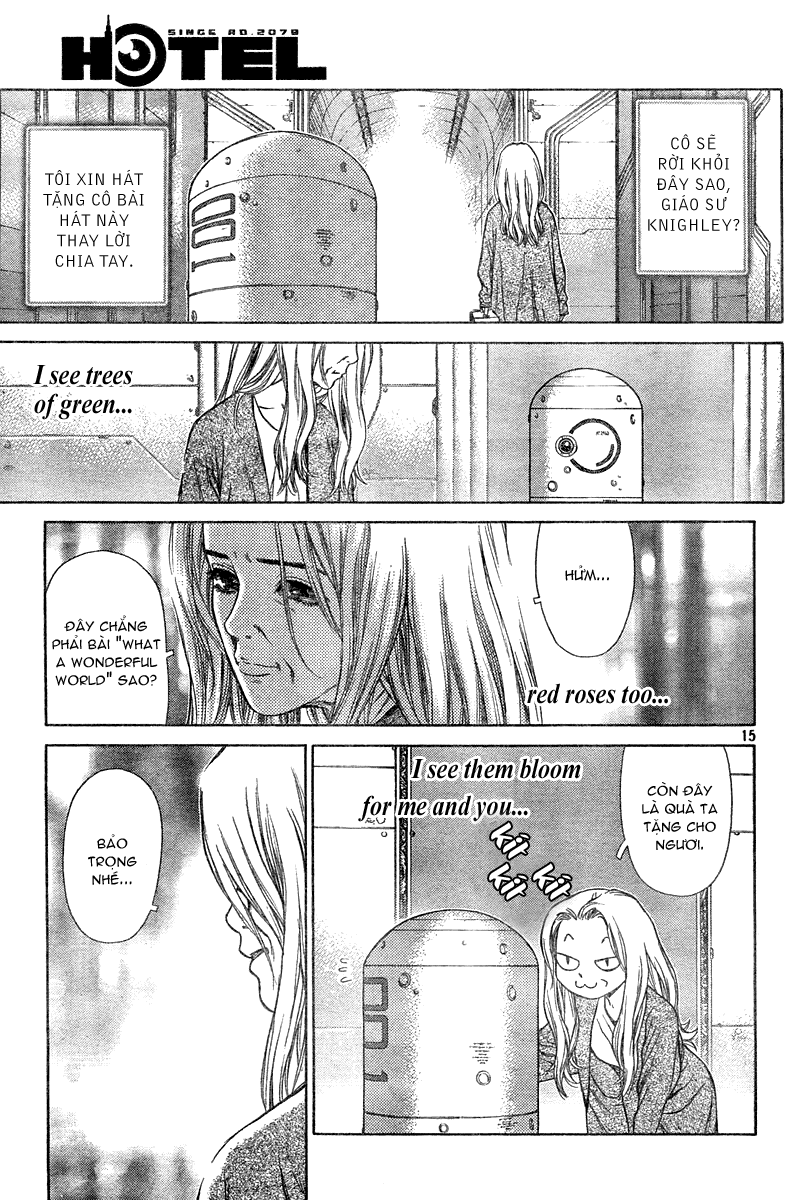 SINCE AD.2079
HOTEL
CÔ SẼ
RỜI KHỎI
ĐÂY SAO,
GIÁO SƯ
KNIGHLEY?
TÔI XIN HÁT
TẶNG CÔ BÀI
HÁT NÀY
THAY LỜI
CHIA TAY.
001
I see trees
of green...
HỬM...
ĐÂY CHẲNG
PHẢI BÀI "WHAT
A WONDERFUL
WORLD" SAO?
red roses too...
15
I see them bloom
for me and you...
CÒN ĐÂY
LÀ QUÀ TA
TẶNG CHO
NGƯƠI.
KÍT
KÍT KÍT
001
BẢO
TRỌNG
NHÉ...